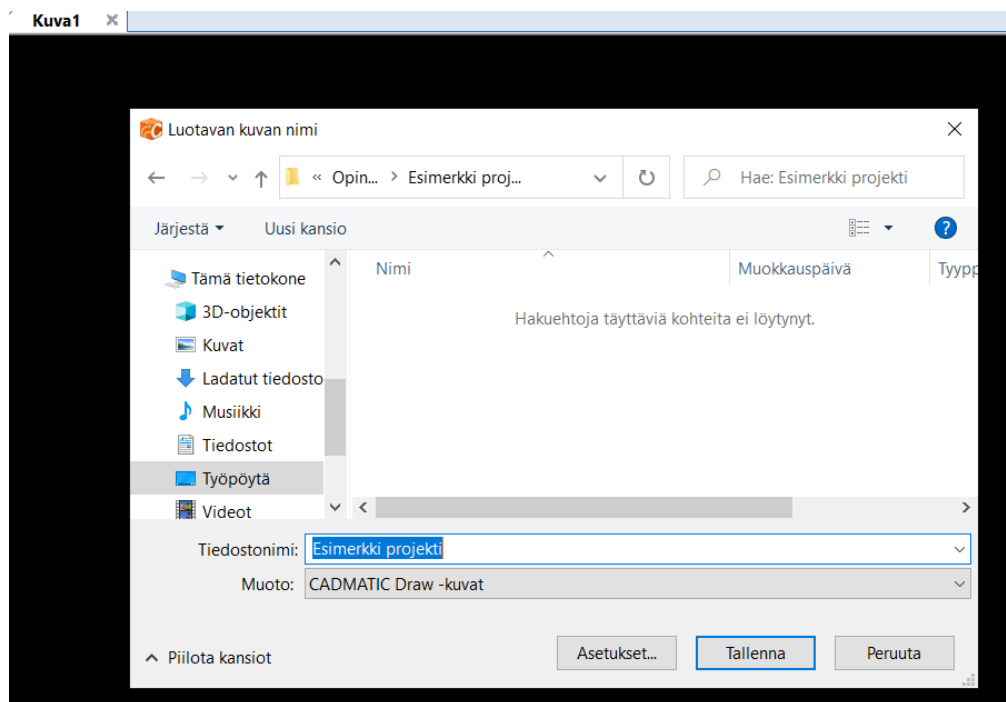 Kuva1
Luotavan kuvan nimi
« Opin... > Esimerkki proj...
Hae: Esimerkki projekti
Järjestä
Uusi kansio
Tämä tietokone
3D-objektit
Kuvat
Ladatut tiedosto
Musiikki
Tiedostot
Työpöytä
Videot
Nimi
Muokkauspäivä
Tyypp
Hakuehtoja täyttäviä kohteita ei löytynyt.
Tiedostonimi: Esimerkki projekti
Muoto: CADMATIC Draw -kuvat
Piilota kansiot
Asetukset...
Tallenna
Peruuta